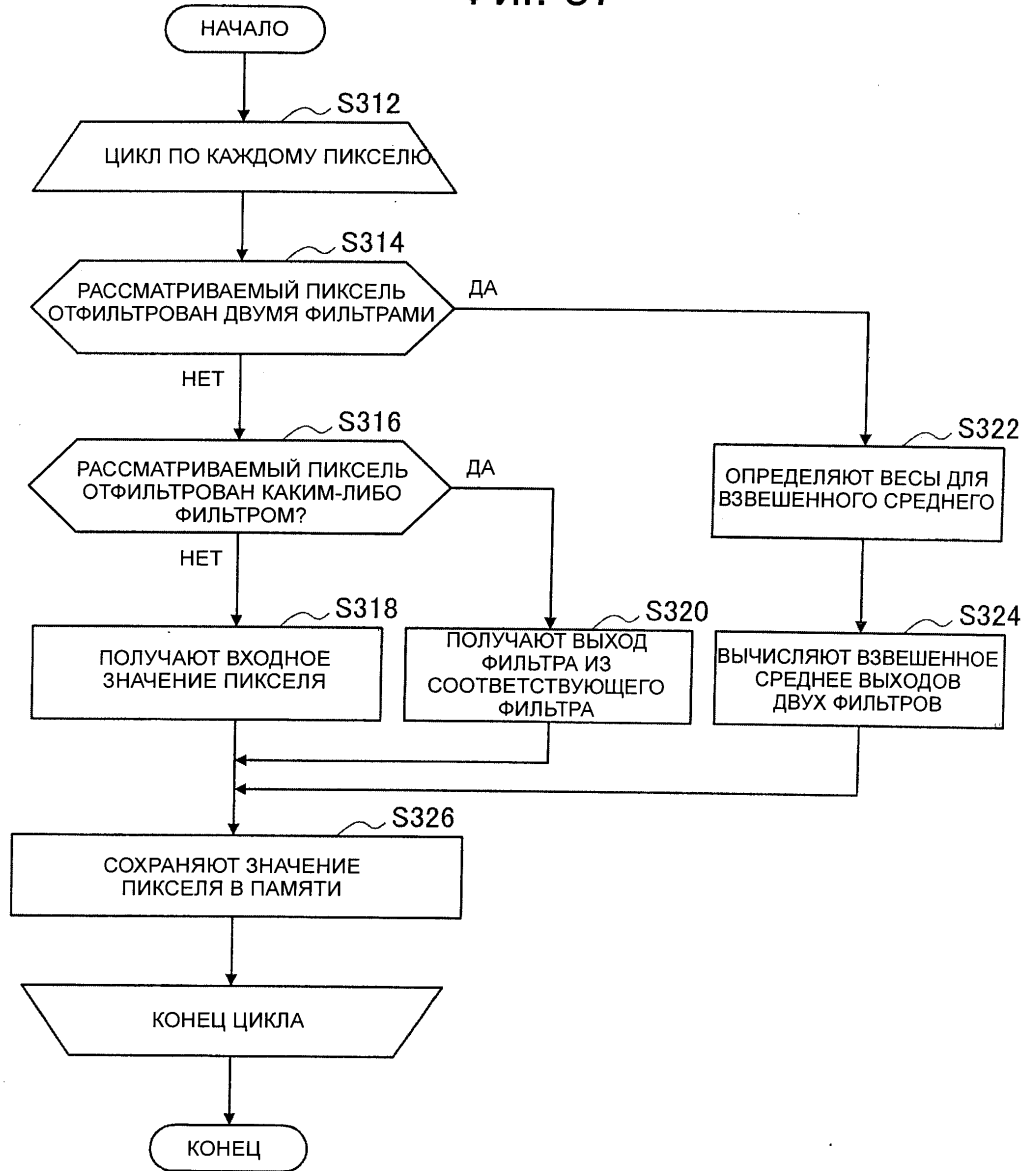 НАЧАЛО
S312
ЦИКЛ ПО КАЖДОМУ ПИКСЕЛЮ
S314
РАССМАТРИВАЕМЫЙ ПИКСЕЛЬ
ОТФИЛЬТРОВАН ДВУМЯ ФИЛЬТРАМИ
ДА
НЕТ
S316
РАССМАТРИВАЕМЫЙ ПИКСЕЛЬ
ОТФИЛЬТРОВАН КАКИМ-ЛИБО
ФИЛЬТРОМ?
ДА
НЕТ
S322
ОПРЕДЕЛЯЮТ ВЕСЫ ДЛЯ
ВЗВЕШЕННОГО СРЕДНЕГО
S318
ПОЛУЧАЮТ ВХОДНОЕ
ЗНАЧЕНИЕ ПИКСЕЛЯ
S320
ПОЛУЧАЮТ ВЫХОД
ФИЛЬТРА ИЗ
СООТВЕТСТВУЮЩЕГО
ФИЛЬТРА
S324
ВЫЧИСЛЯЮТ ВЗВЕШЕННОЕ
СРЕДНЕЕ ВЫХОДОВ
ДВУХ ФИЛЬТРОВ
S326
СОХРАНЯЮТ ЗНАЧЕНИЕ
ПИКСЕЛЯ В ПАМЯТИ
КОНЕЦ ЦИКЛА
КОНЕЦ